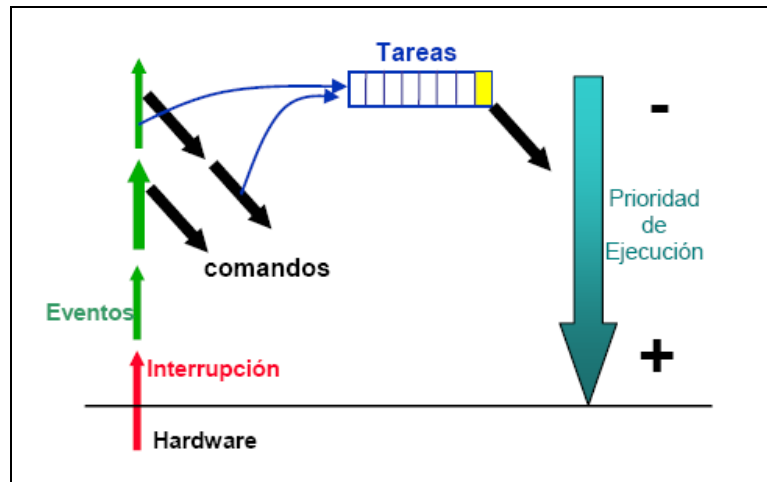 Tareas
-
Prioridad
de
Ejecución
comandos
Eventos
+
Interrupción
Hardware